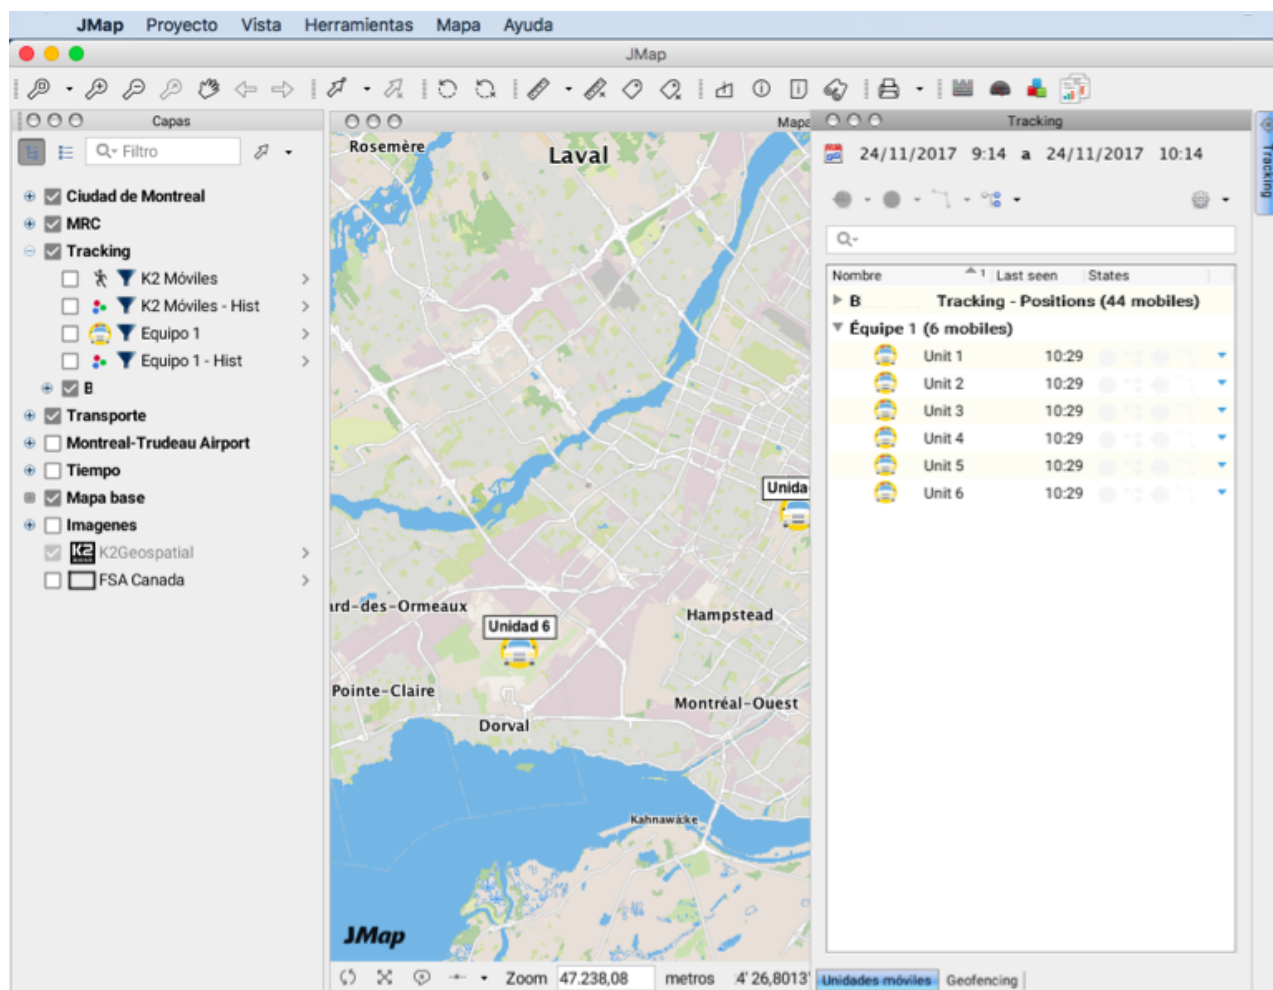 JMap Proyecto Vista Herramientas Mapa Ayuda
JMap
Capas
Filtro
Ciudad de Montreal
MRC
Tracking
K2 Móviles
K2 Móviles - Hist
Equipo 1
Equipo 1 - Hist
B
Transporte
Montreal-Trudeau Airport
Tiempo
Mapa base
Imagenes
K2 K2Geospatial
FSA Canada
Mapa
Rosemère
Laval
Unida
ard-des-Ormeaux
Hampstead
Unidad 6
Pointe-Claire
Montréal-Ouest
Dorval
Kahnawàke
JMap
Zoom 47.238,08 metros 4' 26,8013'
Tracking
24/11/2017 9:14 a 24/11/2017 10:14
Nombre 1 Last seen States
B Tracking - Positions (44 mobiles)
Équipe 1 (6 mobiles)
Unit 1 10:29
Unit 2 10:29
Unit 3 10:29
Unit 4 10:29
Unit 5 10:29
Unit 6 10:29
Unidades móviles Geofencing
Tracking